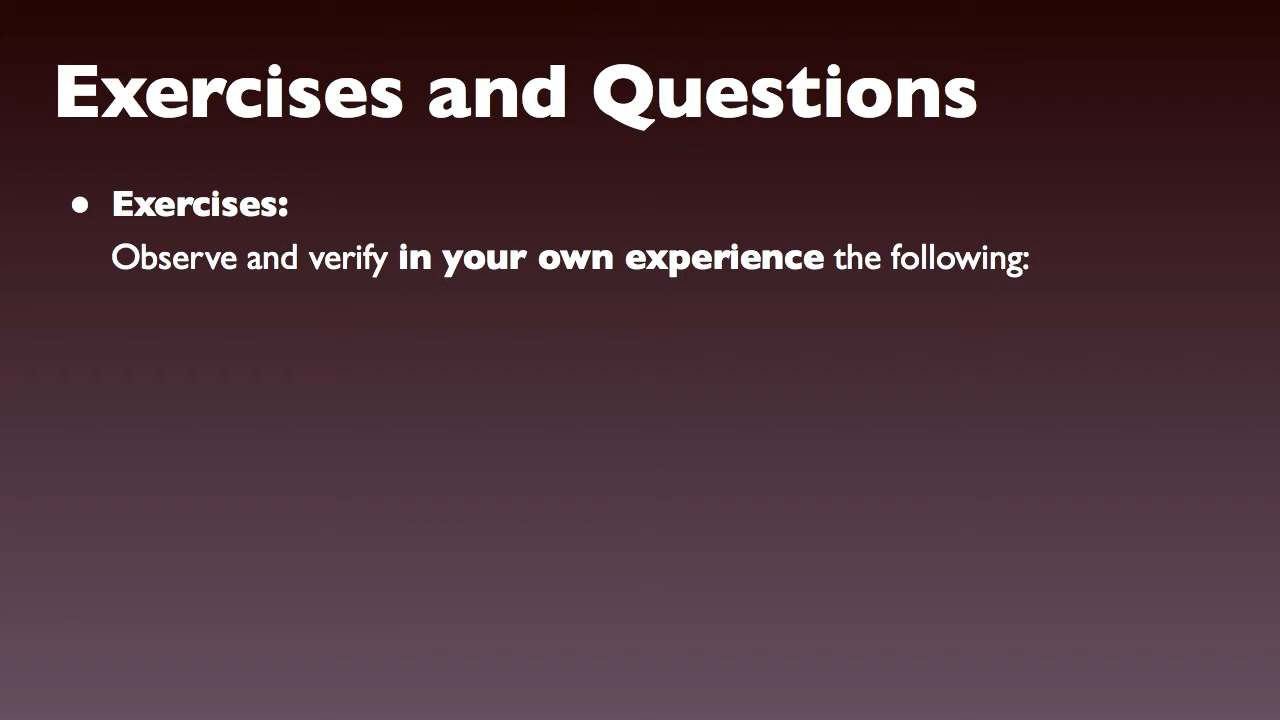 Exercises and Questions
• Exercises:
Observe and verify in your own experience the following: